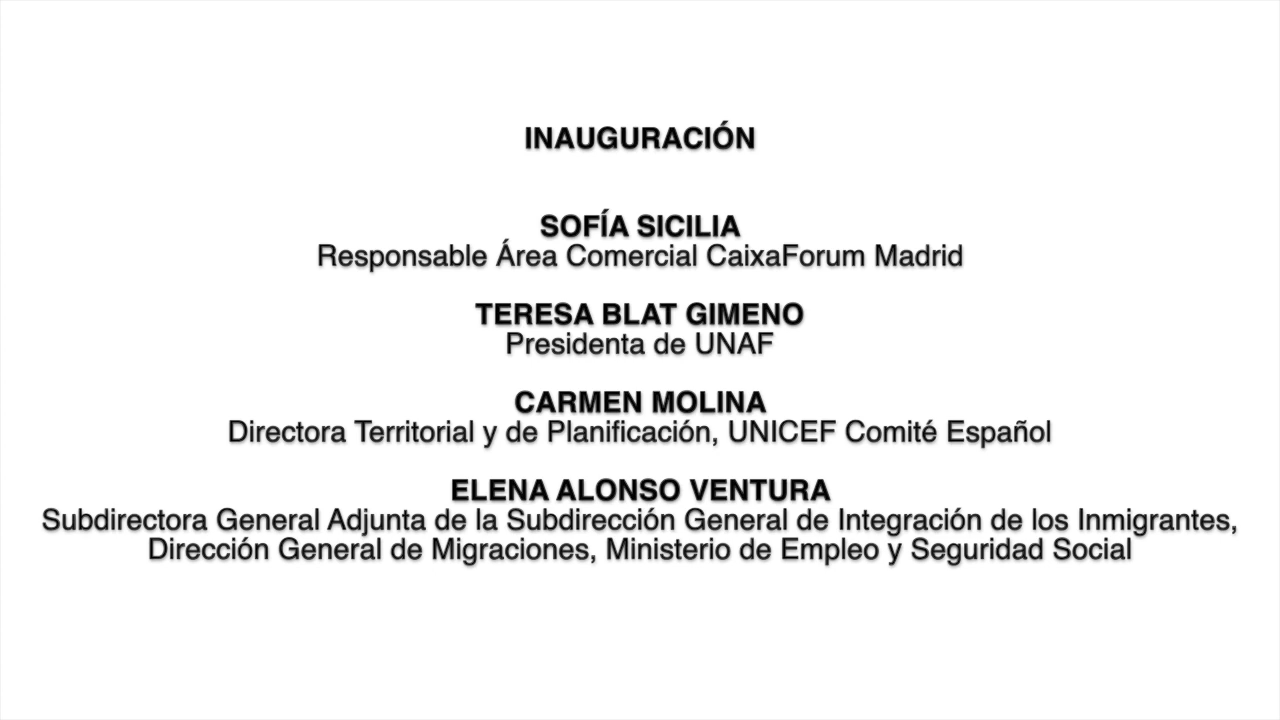 INAUGURACIÓN
SOFÍA SICILIA
Responsable Área Comercial CaixaForum Madrid
TERESA BLAT GIMENO
Presidenta de UNAF
CARMEN MOLINA
Directora Territorial y de Planificación, UNICEF Comité Español
ELENA ALONSO VENTURA
Subdirectora General Adjunta de la Subdirección General de Integración de los Inmigrantes,
Dirección General de Migraciones, Ministerio de Empleo y Seguridad Social